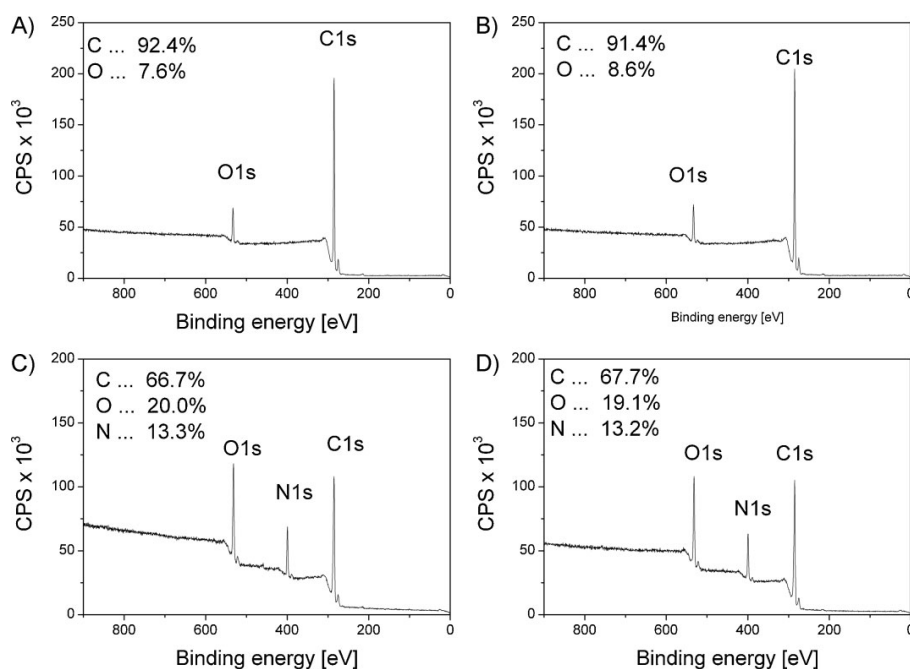 A)
C ... 92.4%
O ... 7.6%
C1s
O1s
CPS x 10³
250
200
150
100
50
0
800 600 400 200 0
Binding energy [eV]
B)
C ... 91.4%
O ... 8.6%
C1s
O1s
CPS x 10³
250
200
150
100
50
0
800 600 400 200 0
Binding energy [eV]
C)
C ... 66.7%
O ... 20.0%
N ... 13.3%
O1s
C1s
N1s
CPS x 10³
200
150
100
50
0
800 600 400 200 0
Binding energy [eV]
D)
C ... 67.7%
O ... 19.1%
N ... 13.2%
O1s
C1s
N1s
CPS x 10³
200
150
100
50
0
800 600 400 200 0
Binding energy [eV]